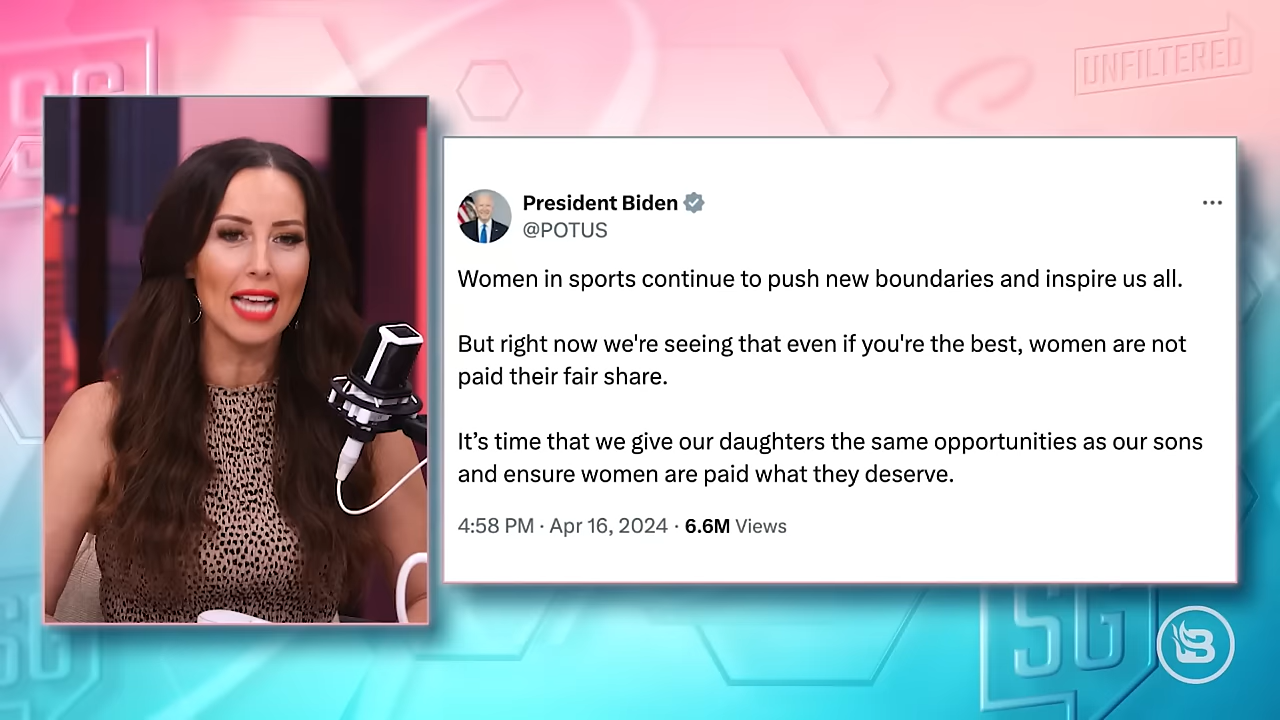 UNFILTERED
SG
President Biden
@POTUS
Women in sports continue to push new boundaries and inspire us all.
But right now we're seeing that even if you're the best, women are not
paid their fair share.
It’s time that we give our daughters the same opportunities as our sons
and ensure women are paid what they deserve.
4:58 PM · Apr 16, 2024 · 6.6M Views
SG
SG
B